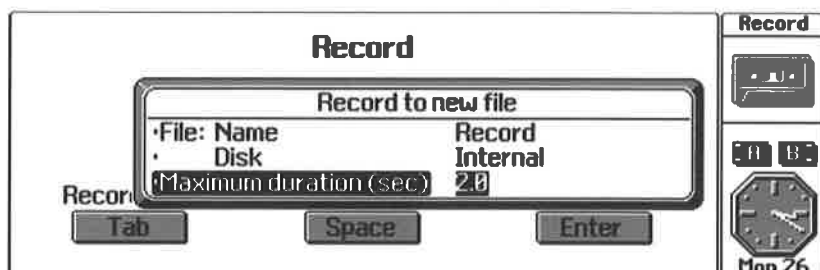 Record
Record to new file
·File: Name Record
· Disk Internal
·Maximum duration (sec) 2.0
Recor
Tab Space Enter
Record
A B
Mon 26